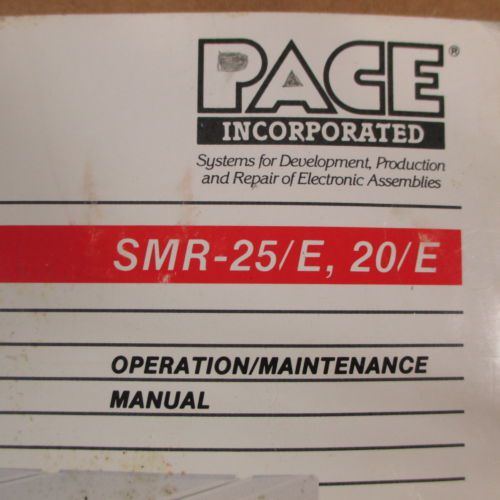 PACE®
INCORPORATED
Systems for Development, Production
and Repair of Electronic Assemblies
SMR-25/E, 20/E
OPERATION/MAINTENANCE
MANUAL